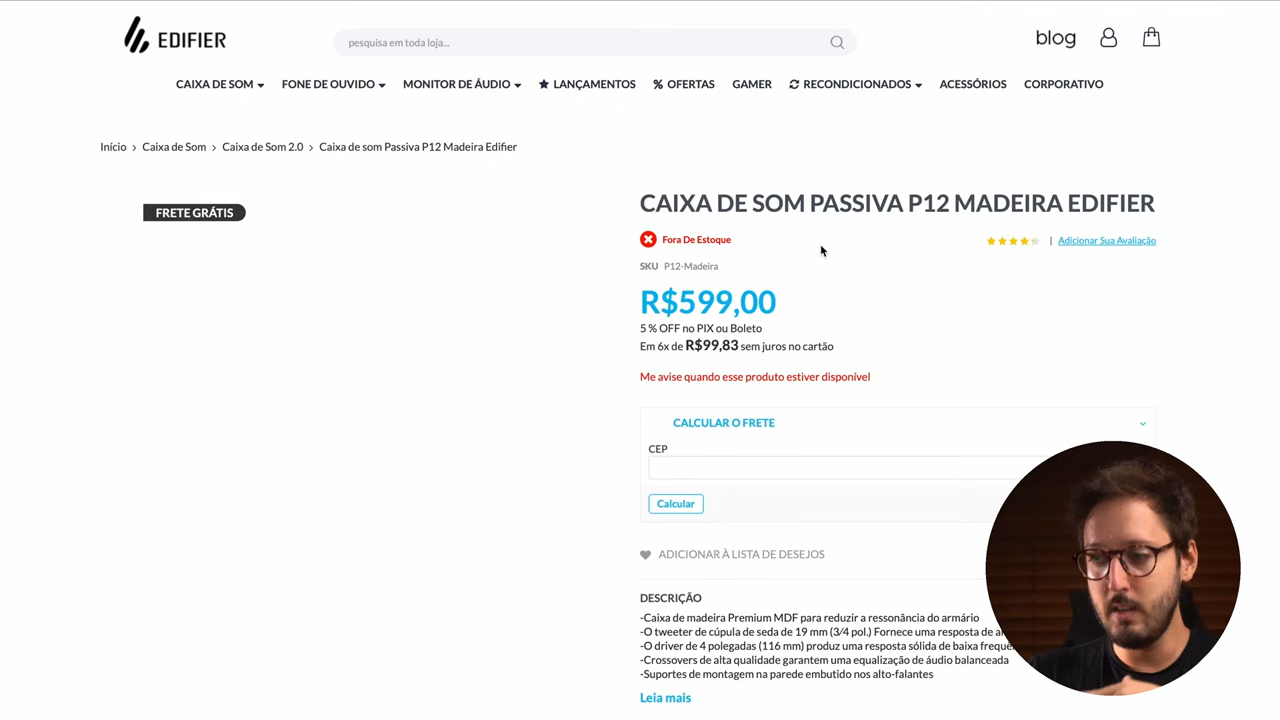 EDIFIER
pesquisa em toda loja...
blog
CAIXA DE SOM
FONE DE OUVIDO
MONITOR DE ÁUDIO
LANÇAMENTOS
% OFERTAS
GAMER
RECONDICIONADOS
ACESSÓRIOS
CORPORATIVO
Início > Caixa de Som > Caixa de Som 2.0 > Caixa de som Passiva P12 Madeira Edifier
FRETE GRÁTIS
CAIXA DE SOM PASSIVA P12 MADEIRA EDIFIER
Fora De Estoque
| Adicionar Sua Avaliação
SKU P12-Madeira
R$599,00
5 % OFF no PIX ou Boleto
Em 6x de R$99,83 sem juros no cartão
Me avise quando esse produto estiver disponível
CALCULAR O FRETE
CEP
Calcular
ADICIONAR À LISTA DE DESEJOS
DESCRIÇÃO
-Caixa de madeira Premium MDF para reduzir a ressonância do armário
-O tweeter de cúpula de seda de 19 mm (3/4 pol.) Fornece uma resposta de
-O driver de 4 polegadas (116 mm) produz uma resposta sólida de baixa
-Crossovers de alta qualidade garantem uma equalização de áudio balanceada
-Suportes de montagem na parede embutido nos alto-falantes
Leia mais